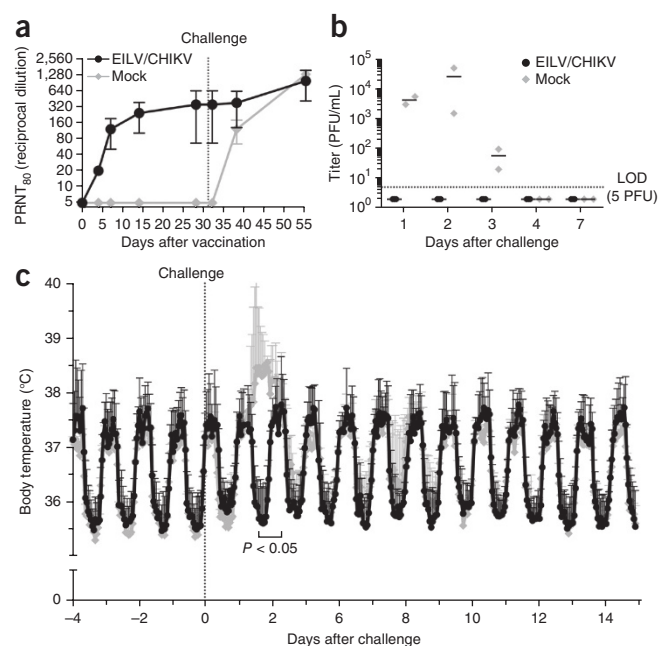 a
Challenge
PRNT80 (reciprocal dilution)
2,560
1,280
640
320
160
80
40
20
10
5
EILV/CHIKV
Mock
0 5 10 15 20 25 30 35 40 45 50 55
Days after vaccination
b
Titer (PFU/mL)
10^5
10^4
10^3
10^2
10^1
10^0
EILV/CHIKV
Mock
LOD
(5 PFU)
1 2 3 4 7
Days after challenge
c
Challenge
Body temperature (°C)
40
39
38
37
36
0
P < 0.05
–4 –2 0 2 4 6 8 10 12 14
Days after challenge